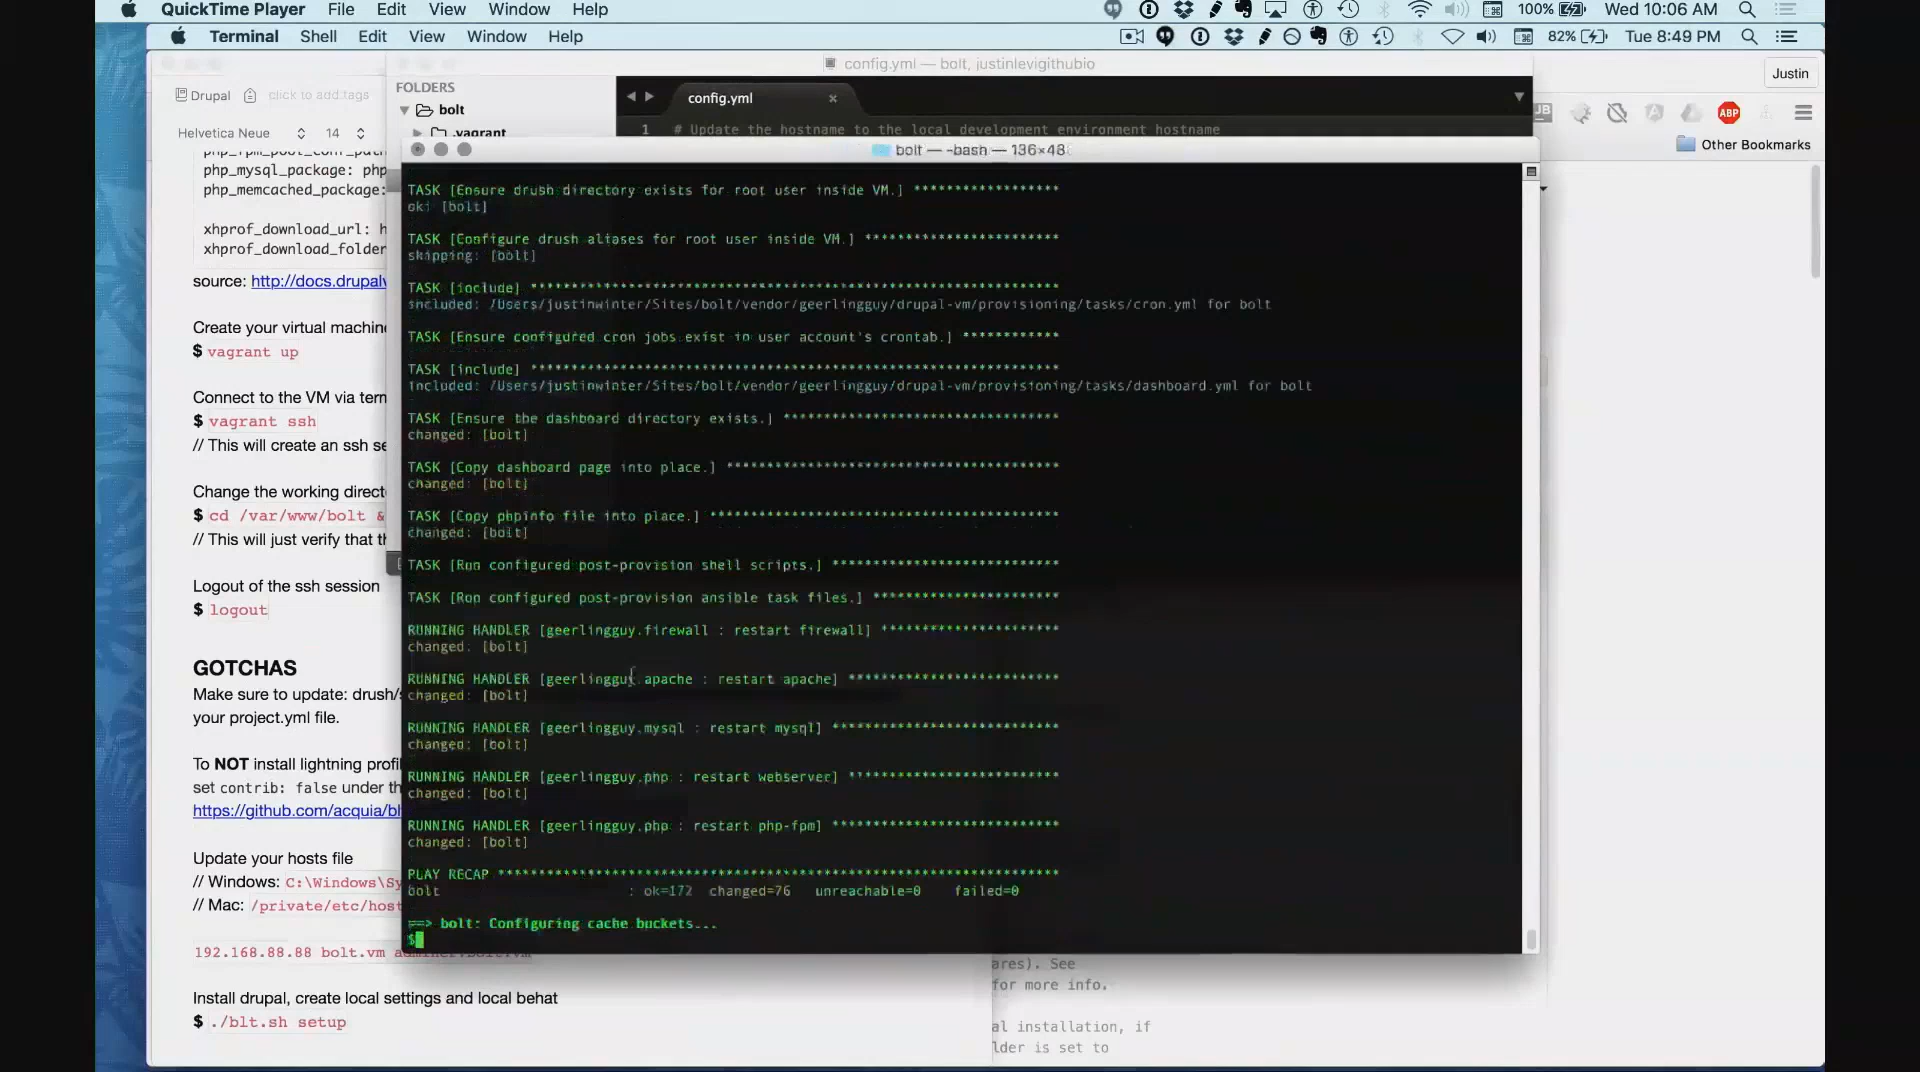 QuickTime Player File Edit View Window Help 100% Wed 10:06 AM
Terminal Shell Edit View Window Help 82% Tue 8:49 PM
config.yml — bolt, justinlevigithubio
Justin
Drupal click to add tags
FOLDERS
bolt
.vagrant
config.yml
1 # Update the hostname to the local development environment hostname
JB
ABP
Other Bookmarks
Helvetica Neue 14
php_mysql_package: php
php_memcached_package:
xhprof_download_url: h
xhprof_download_folder
source: http://docs.drupalv
Create your virtual machine
$ vagrant up
Connect to the VM via term
$ vagrant ssh
// This will create an ssh se
Change the working directo
$ cd /var/www/bolt &
// This will just verify that th
Logout of the ssh session
$ logout
GOTCHAS
Make sure to update: drush/s
your project.yml file.
To NOT install lightning profil
set contrib: false under th
https://github.com/acquia/bl
Update your hosts file
// Windows: C:\Windows\Sy
// Mac: /private/etc/host
192.168.88.88 bolt.vm adminer.bolt.vm
Install drupal, create local settings and local behat
$ ./blt.sh setup
bolt — -bash — 136×48
TASK [Ensure drush directory exists for root user inside VM.] ******************
ok: [bolt]
TASK [Configure drush aliases for root user inside VM.] ************************
skipping: [bolt]
TASK [include] *****************************************************************
included: /Users/justinwinter/Sites/bolt/vendor/geerlingguy/drupal-vm/provisioning/tasks/cron.yml for bolt
TASK [Ensure configured cron jobs exist in user account's crontab.] ************
TASK [include] *****************************************************************
included: /Users/justinwinter/Sites/bolt/vendor/geerlingguy/drupal-vm/provisioning/tasks/dashboard.yml for bolt
TASK [Ensure the dashboard directory exists.] **********************************
changed: [bolt]
TASK [Copy dashboard page into place.] *****************************************
changed: [bolt]
TASK [Copy phpinfo file into place.] *******************************************
changed: [bolt]
TASK [Run configured post-provision shell scripts.] ****************************
TASK [Run configured post-provision ansible task files.] ***********************
RUNNING HANDLER [geerlingguy.firewall : restart firewall] **********************
changed: [bolt]
RUNNING HANDLER [geerlingguy.apache : restart apache] **************************
changed: [bolt]
RUNNING HANDLER [geerlingguy.mysql : restart mysql] ****************************
changed: [bolt]
RUNNING HANDLER [geerlingguy.php : restart webserver] **************************
changed: [bolt]
RUNNING HANDLER [geerlingguy.php : restart php-fpm] ****************************
changed: [bolt]
PLAY RECAP *********************************************************************
bolt : ok=172 changed=76 unreachable=0 failed=0
==> bolt: Configuring cache buckets...
$
ares). See
for more info.
al installation, if
lder is set to